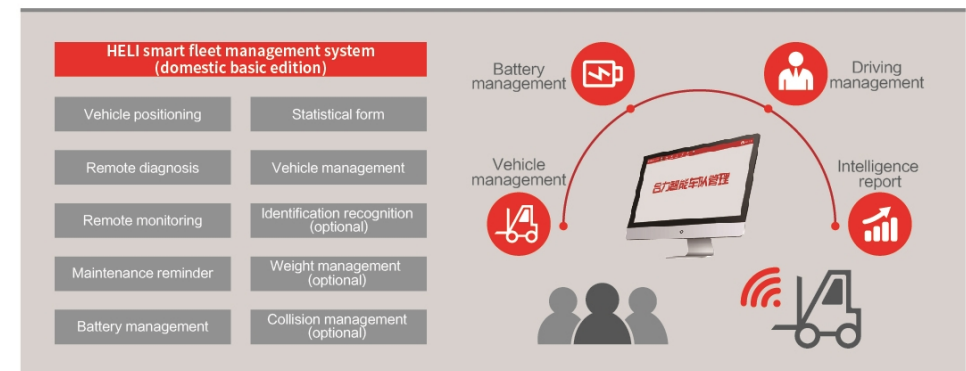 HELI smart fleet management system
(domestic basic edition)
Vehicle positioning
Statistical form
Remote diagnosis
Vehicle management
Remote monitoring
Identification recognition
(optional)
Maintenance reminder
Weight management
(optional)
Battery management
Collision management
(optional)
Battery
management
Driving
management
Vehicle
management
Intelligence
report
合力智能车队管理